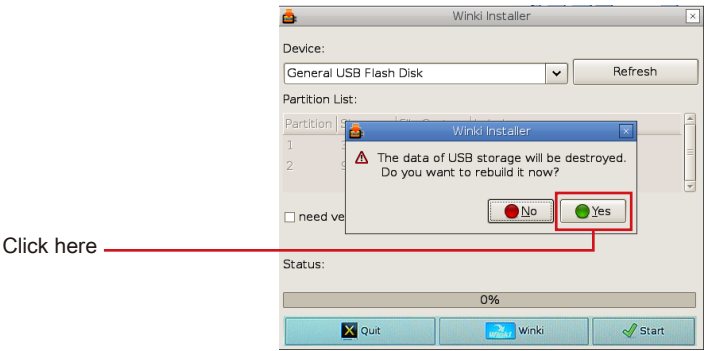 Winki Installer
Device:
General USB Flash Disk
Refresh
Partition List:
Partition
1
2
Winki Installer
The data of USB storage will be destroyed.
Do you want to rebuild it now?
No
Yes
need ve
Click here
Status:
0%
Quit
Winki
Start